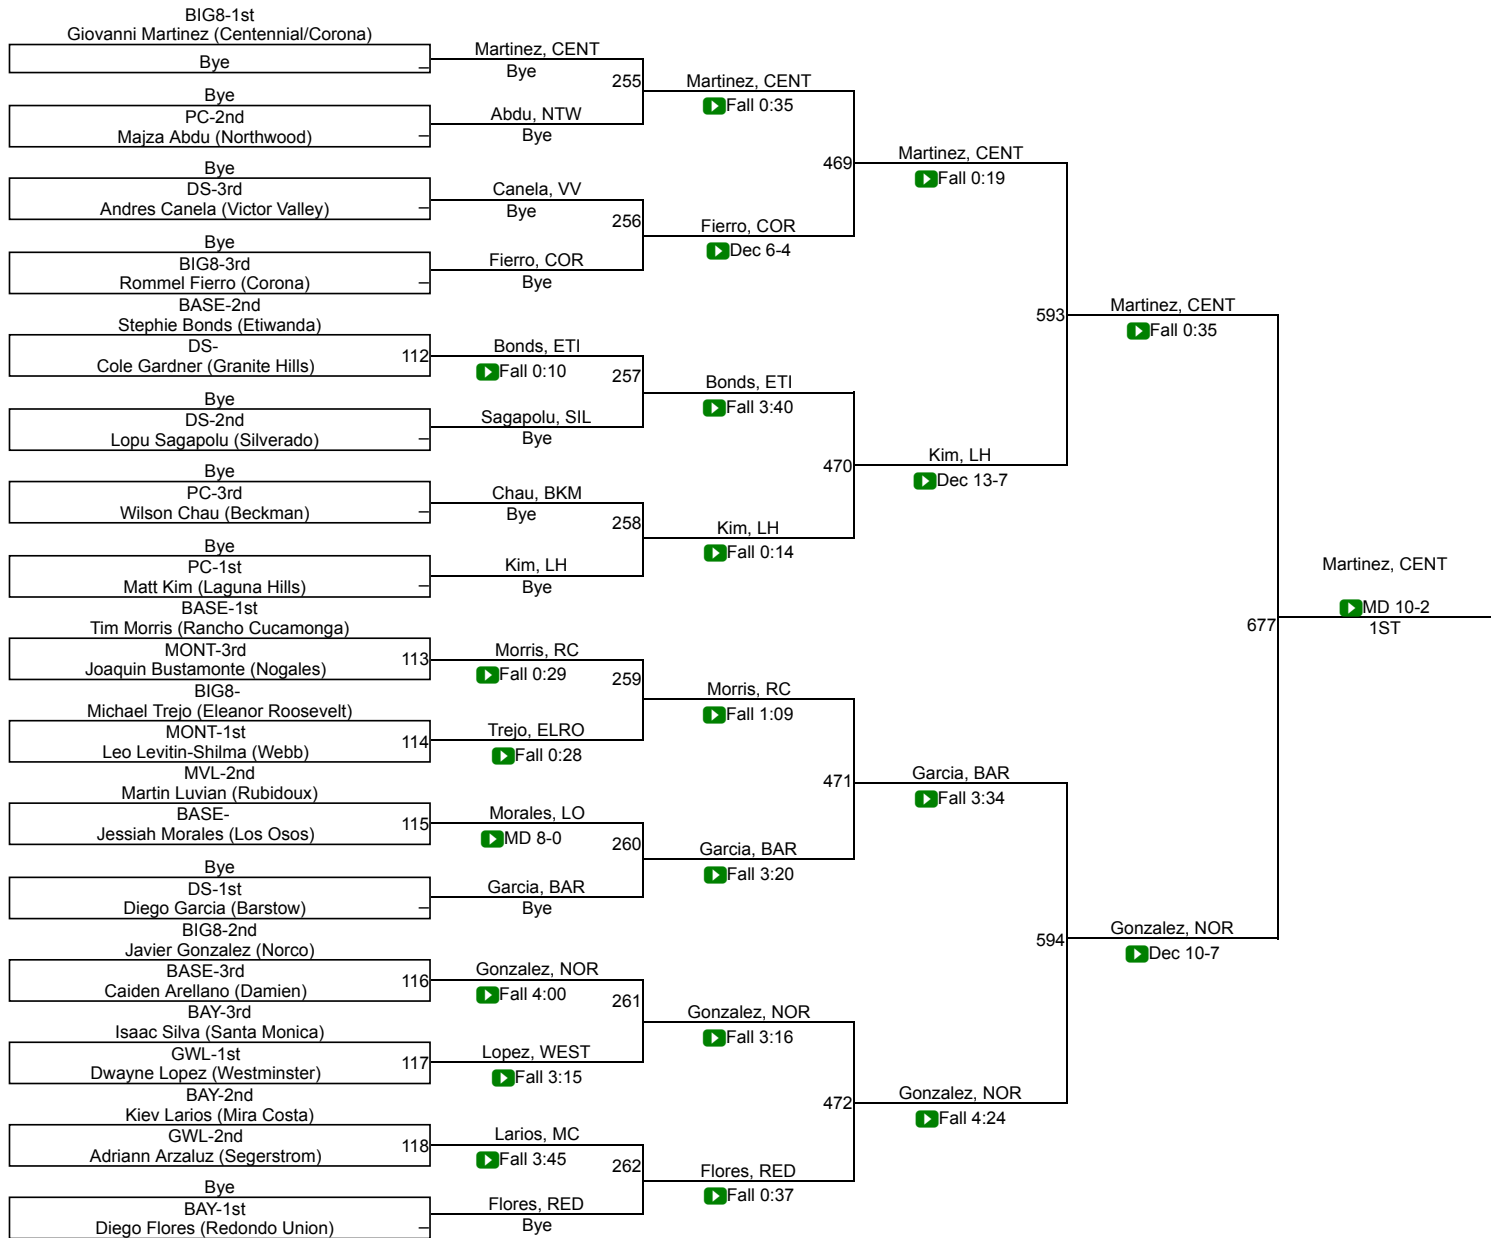 BIG8-1st
Giovanni Martinez (Centennial/Corona)
Bye
Bye
PC-2nd
Majza Abdu (Northwood)
Bye
DS-3rd
Andres Canela (Victor Valley)
Bye
BIG8-3rd
Rommel Fierro (Corona)
BASE-2nd
Stephie Bonds (Etiwanda)
DS-
Cole Gardner (Granite Hills)
112
Bye
DS-2nd
Lopu Sagapolu (Silverado)
Bye
PC-3rd
Wilson Chau (Beckman)
Bye
PC-1st
Matt Kim (Laguna Hills)
BASE-1st
Tim Morris (Rancho Cucamonga)
MONT-3rd
Joaquin Bustamonte (Nogales)
113
BIG8-
Michael Trejo (Eleanor Roosevelt)
MONT-1st
Leo Levitin-Shilma (Webb)
114
MVL-2nd
Martin Luvian (Rubidoux)
BASE-
Jessiah Morales (Los Osos)
115
Bye
DS-1st
Diego Garcia (Barstow)
BIG8-2nd
Javier Gonzalez (Norco)
BASE-3rd
Caiden Arellano (Damien)
116
BAY-3rd
Isaac Silva (Santa Monica)
GWL-1st
Dwayne Lopez (Westminster)
117
BAY-2nd
Kiev Larios (Mira Costa)
GWL-2nd
Adriann Arzaluz (Segerstrom)
118
Bye
BAY-1st
Diego Flores (Redondo Union)
Martinez, CENT
Bye
255
Abdu, NTW
Bye
Canela, VV
Bye
256
Fierro, COR
Bye
Bonds, ETI
Fall 0:10
257
Sagapolu, SIL
Bye
Chau, BKM
Bye
258
Kim, LH
Bye
Morris, RC
Fall 0:29
259
Trejo, ELRO
Fall 0:28
Morales, LO
MD 8-0
260
Garcia, BAR
Bye
Gonzalez, NOR
Fall 4:00
261
Lopez, WEST
Fall 3:15
Larios, MC
Fall 3:45
262
Flores, RED
Bye
Martinez, CENT
Fall 0:35
469
Fierro, COR
Dec 6-4
Bonds, ETI
Fall 3:40
470
Kim, LH
Fall 0:14
Morris, RC
Fall 1:09
471
Garcia, BAR
Fall 3:20
Gonzalez, NOR
Fall 3:16
472
Flores, RED
Fall 0:37
Martinez, CENT
Fall 0:19
593
Kim, LH
Dec 13-7
Garcia, BAR
Fall 3:34
594
Gonzalez, NOR
Fall 4:24
Martinez, CENT
Fall 0:35
677
Gonzalez, NOR
Dec 10-7
Martinez, CENT
MD 10-2
1ST